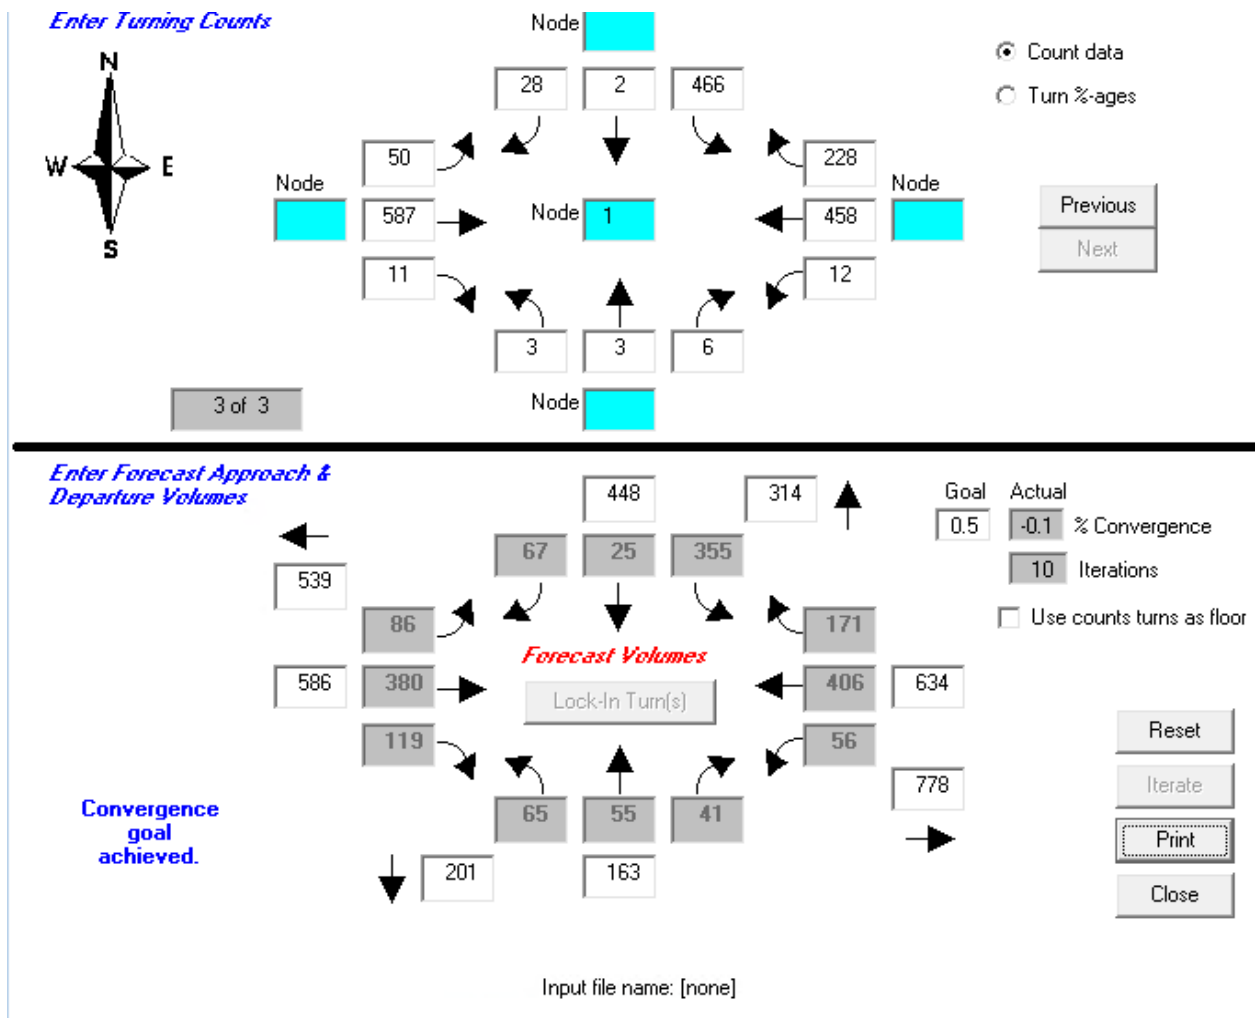 Enter Turning Counts
Node
Count data
28 2 466
Turn %-ages
N
W E
S
50 228
Node Node
587 Node 1 458
Previous
Next
11 12
3 3 6
3 of 3
Node
Enter Forecast Approach &
Departure Volumes
448 314
Goal Actual
0.5 -0.1 % Convergence
67 25 355
10 Iterations
539
Use counts turns as floor
86 171
Forecast Volumes
586 380 406 634
Lock-In Turn(s)
119 56
Reset
778
Iterate
65 55 41
Convergence
goal
achieved.
Print
201 163
Close
Input file name: [none]